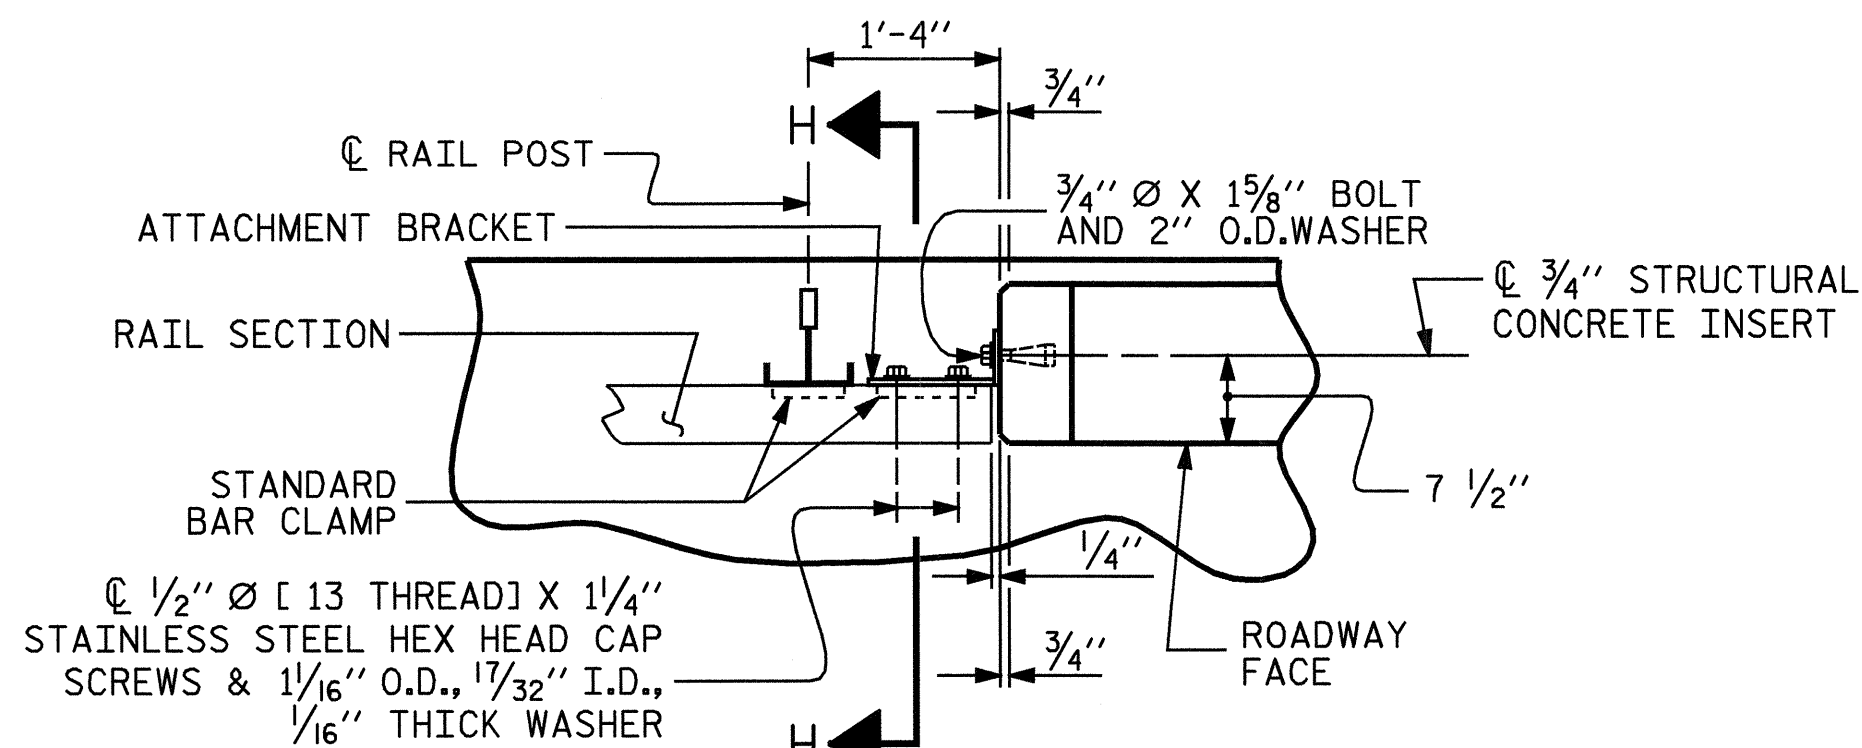 1'-4"
3/4"
H
℄ RAIL POST
3/4" Ø X 1 5/8" BOLT
AND 2" O.D. WASHER
ATTACHMENT BRACKET
℄ 3/4" STRUCTURAL
CONCRETE INSERT
RAIL SECTION
STANDARD
BAR CLAMP
7 1/2"
1/4"
℄ 1/2" Ø [ 13 THREAD] X 1 1/4"
STAINLESS STEEL HEX HEAD CAP
SCREWS & 1 1/16" O.D., 17/32" I.D.,
1/16" THICK WASHER
3/4"
ROADWAY
FACE
H